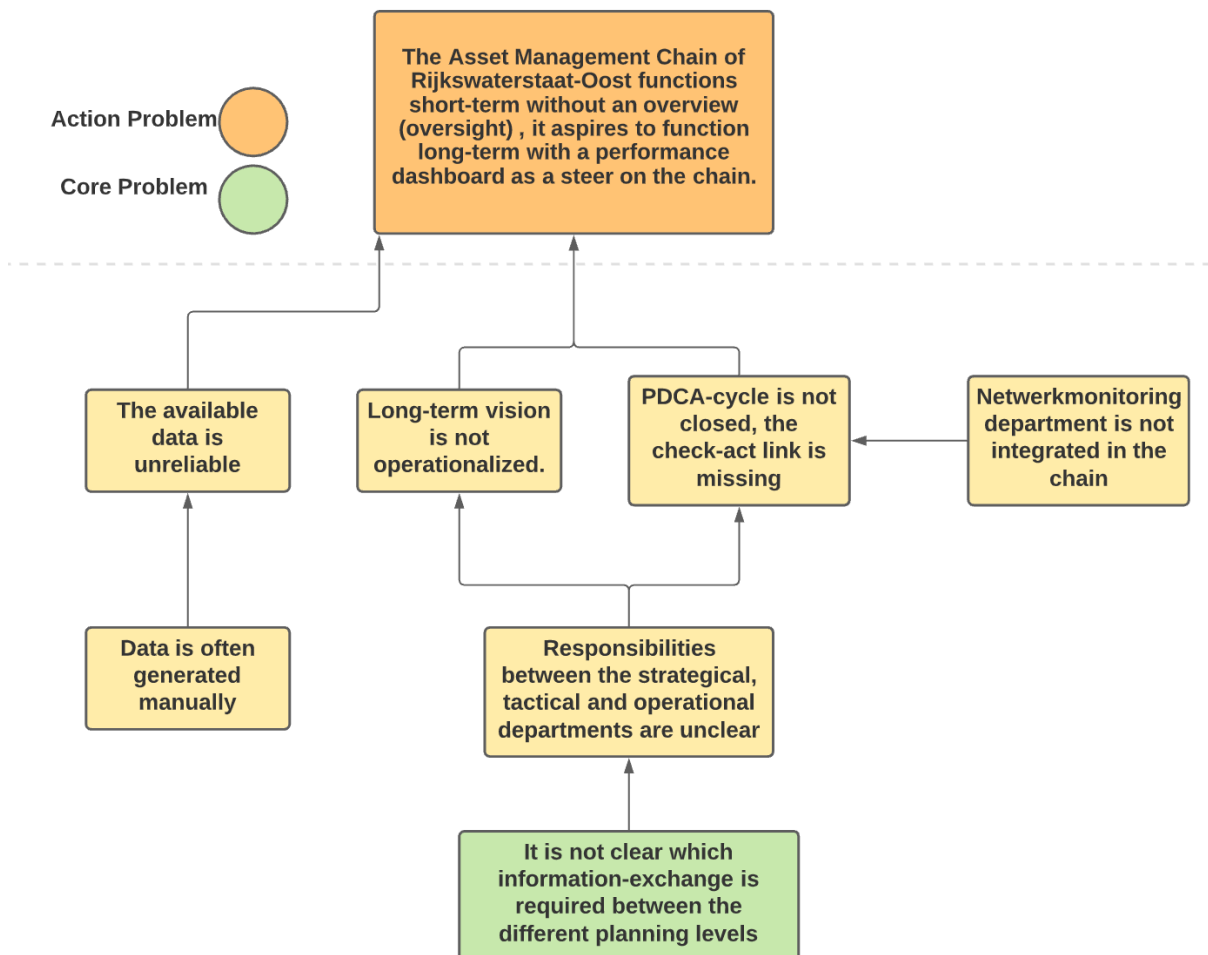 The Asset Management Chain of
Rijkswaterstaat-Oost functions
short-term without an overview
(oversight) , it aspires to function
long-term with a performance
dashboard as a steer on the chain.
Action Problem
Core Problem
The available
data is
unreliable
Long-term vision
is not
operationalized.
PDCA-cycle is not
closed, the
check-act link is
missing
Netwerkmonitoring
department is not
integrated in the
chain
Data is often
generated
manually
Responsibilities
between the strategical,
tactical and operational
departments are unclear
It is not clear which
information-exchange is
required between the
different planning levels